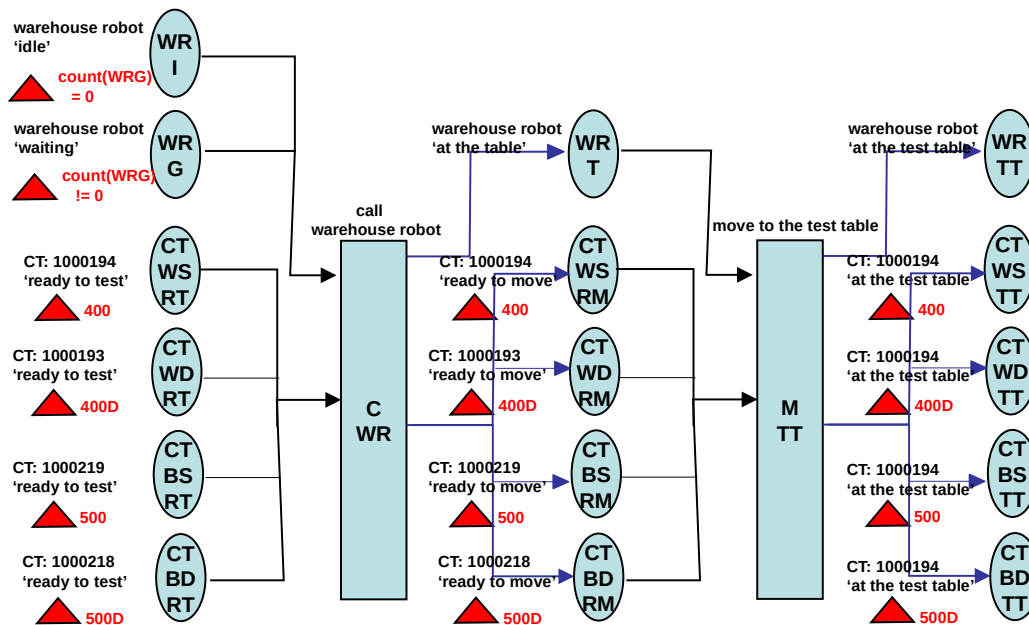 warehouse robot
‘idle’
count(WRG)
= 0
WR
I
warehouse robot
‘waiting’
count(WRG)
!= 0
WR
G
CT: 1000194
‘ready to test’
400
CT
WS
RT
CT: 1000193
‘ready to test’
400D
CT
WD
RT
CT: 1000219
‘ready to test’
500
CT
BS
RT
CT: 1000218
‘ready to test’
500D
CT
BD
RT
call
warehouse robot
C
WR
warehouse robot
‘at the table’
WR
T
CT: 1000194
‘ready to move’
400
CT
WS
RM
CT: 1000193
‘ready to move’
400D
CT
WD
RM
CT: 1000219
‘ready to move’
500
CT
BS
RM
CT: 1000218
‘ready to move’
500D
CT
BD
RM
move to the test table
M
TT
warehouse robot
‘at the test table’
WR
TT
CT: 1000194
‘at the test table’
400
CT
WS
TT
CT: 1000194
‘at the test table’
400D
CT
WD
TT
CT: 1000194
‘at the test table’
500
CT
BS
TT
CT: 1000194
‘at the test table’
500D
CT
BD
TT